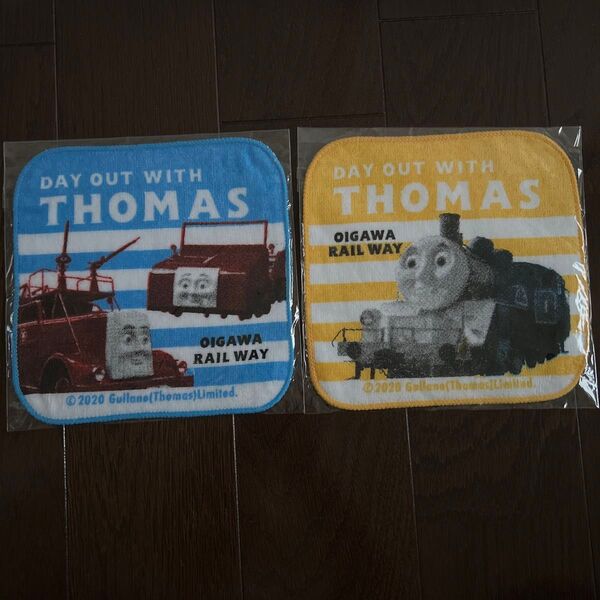 DAY OUT WITH
THOMAS
OIGAWA
RAIL WAY
© 2020 Gullane(Thomas)Limited.
DAY OUT WITH
THOMAS
OIGAWA
RAIL WAY
© 2020 Gullane(Thomas)Limited.